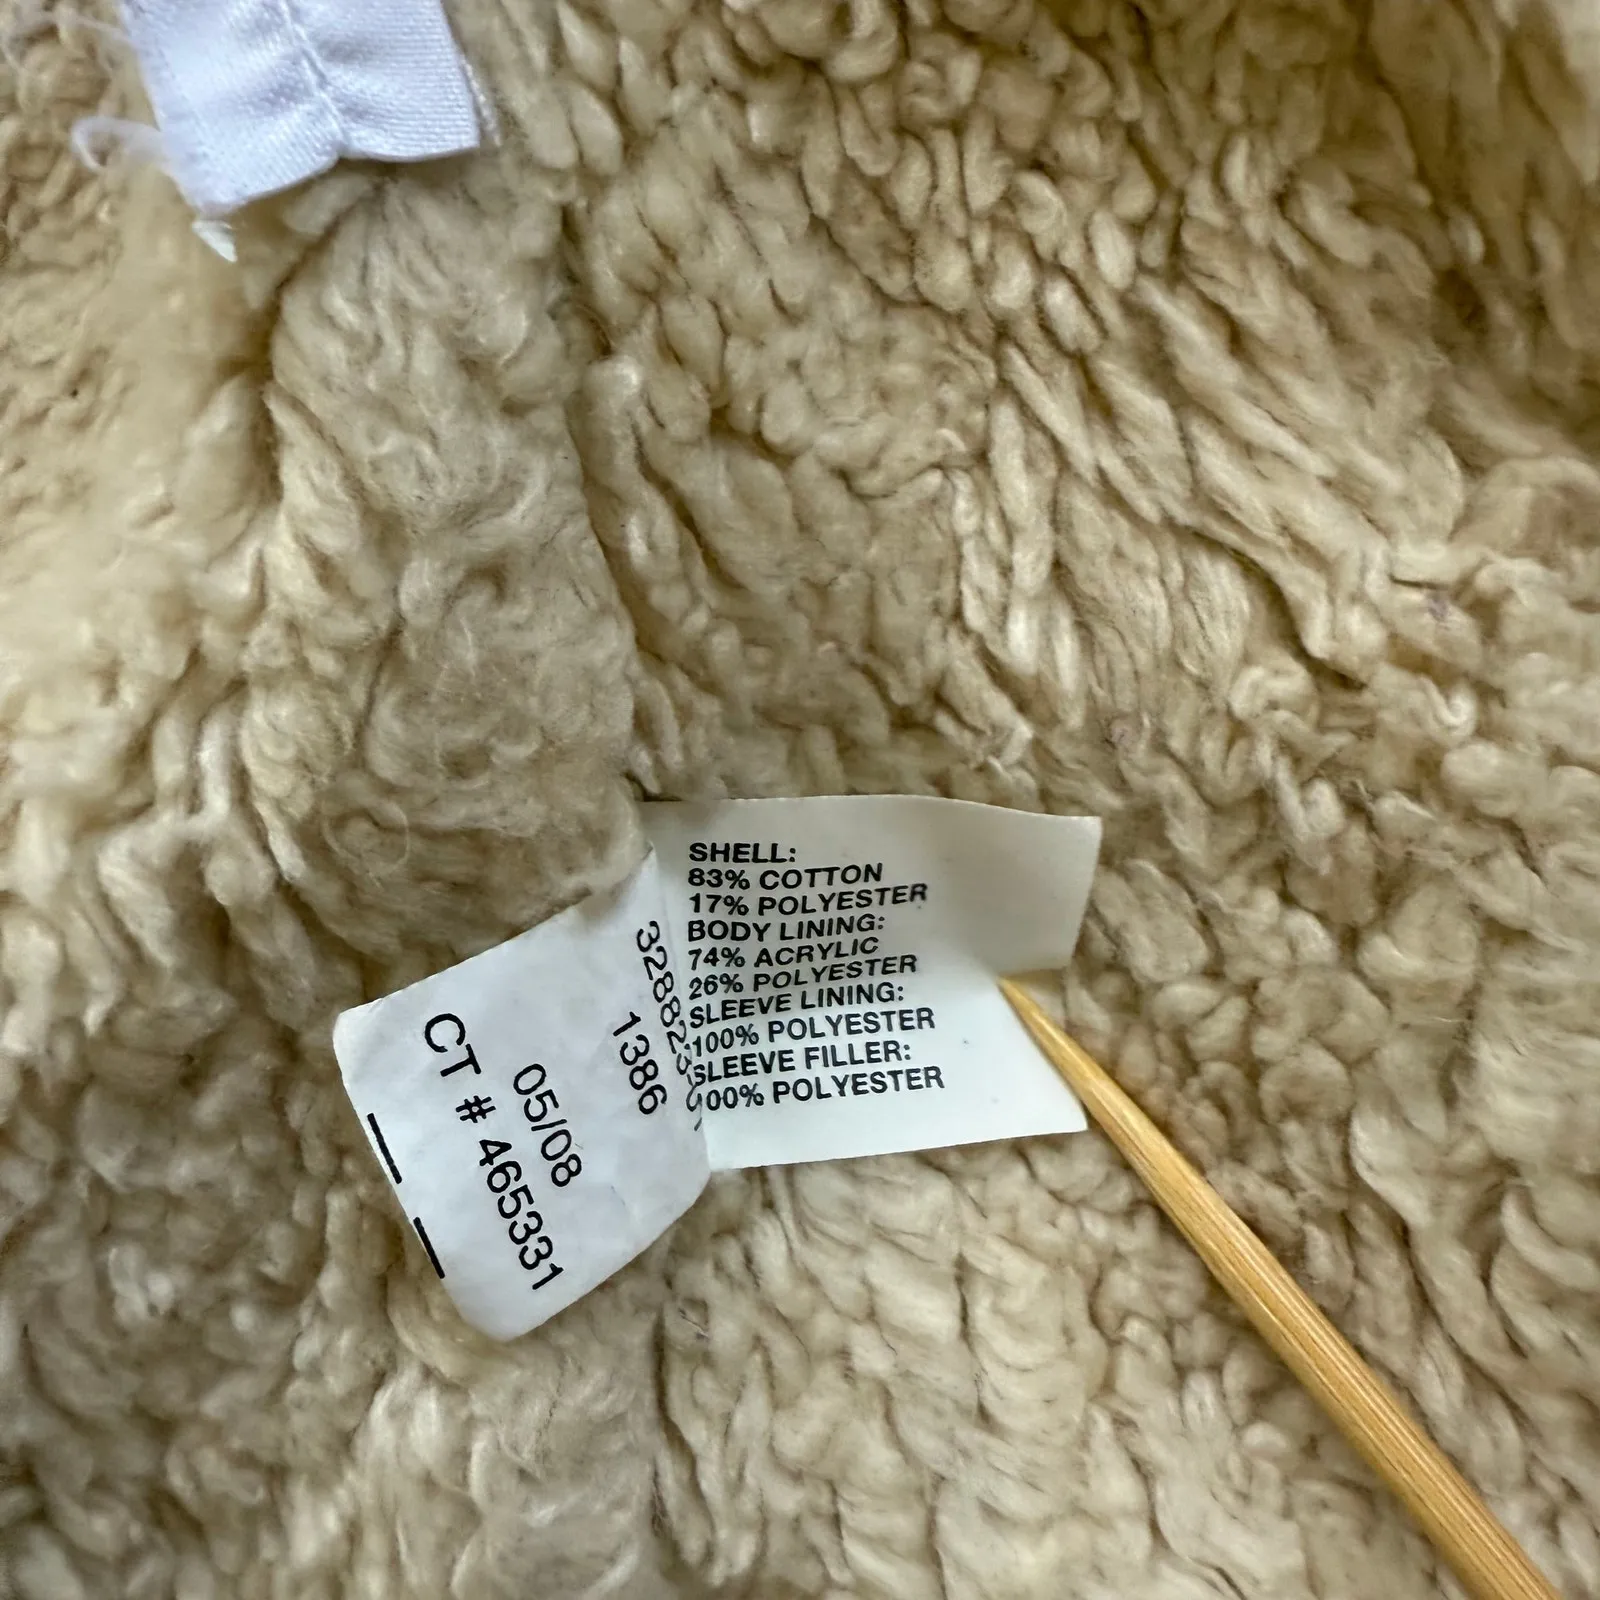 SHELL:
83% COTTON
17% POLYESTER
BODY LINING:
74% ACRYLIC
26% POLYESTER
SLEEVE LINING:
100% POLYESTER
SLEEVE FILLER:
00% POLYESTER
1386
05/08
CT # 465331